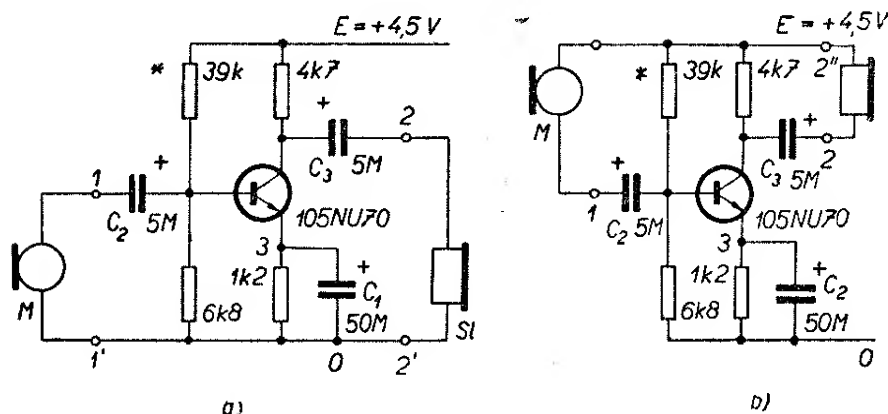 E = +4,5 V
* 39k 4k7
+ 2
C3 5M
1 +
C2 5M
105NU70
3
M 1k2 +
6k8 C1
50M Sl
1' 0 2'
a)
E = +4,5 V
* 39k 4k7 2"
M
+ C3 2
5M
1 C2 5M
+
105NU70
3
1k2 +
C2
6k8 50M
0
b)